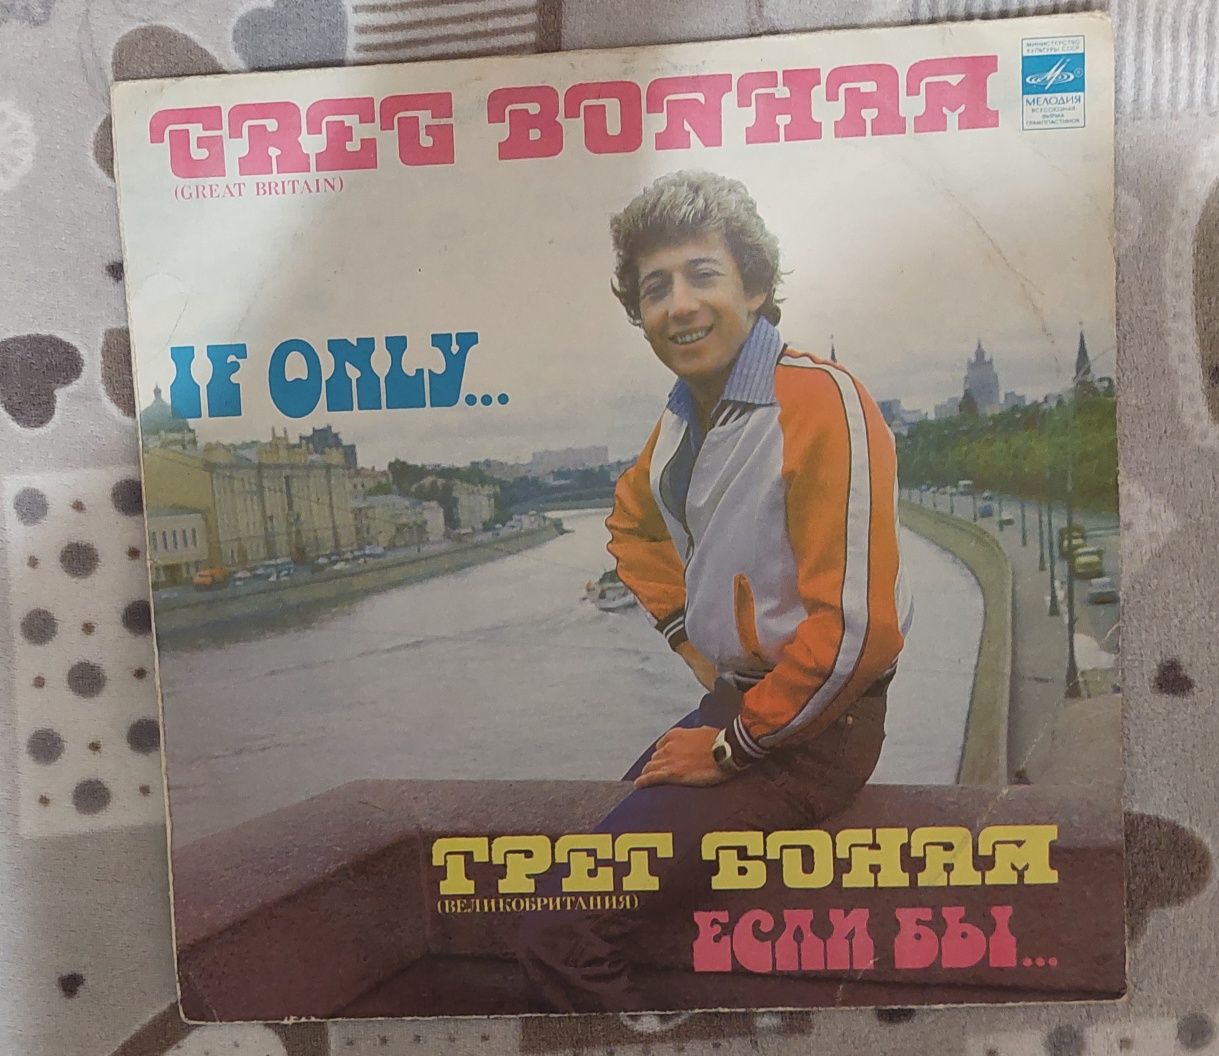 GREG BONHAM
(GREAT BRITAIN)
МИНИСТЕРСТВО
КУЛЬТУРЫ СССР
МЕЛОДИЯ
ВСЕСОЮЗНАЯ
ФИРМА
ГРАМПЛАСТИНОК
IF ONLY...
ГРЕГ БОНАМ
(ВЕЛИКОБРИТАНИЯ)
ЕСЛИ БЫ...